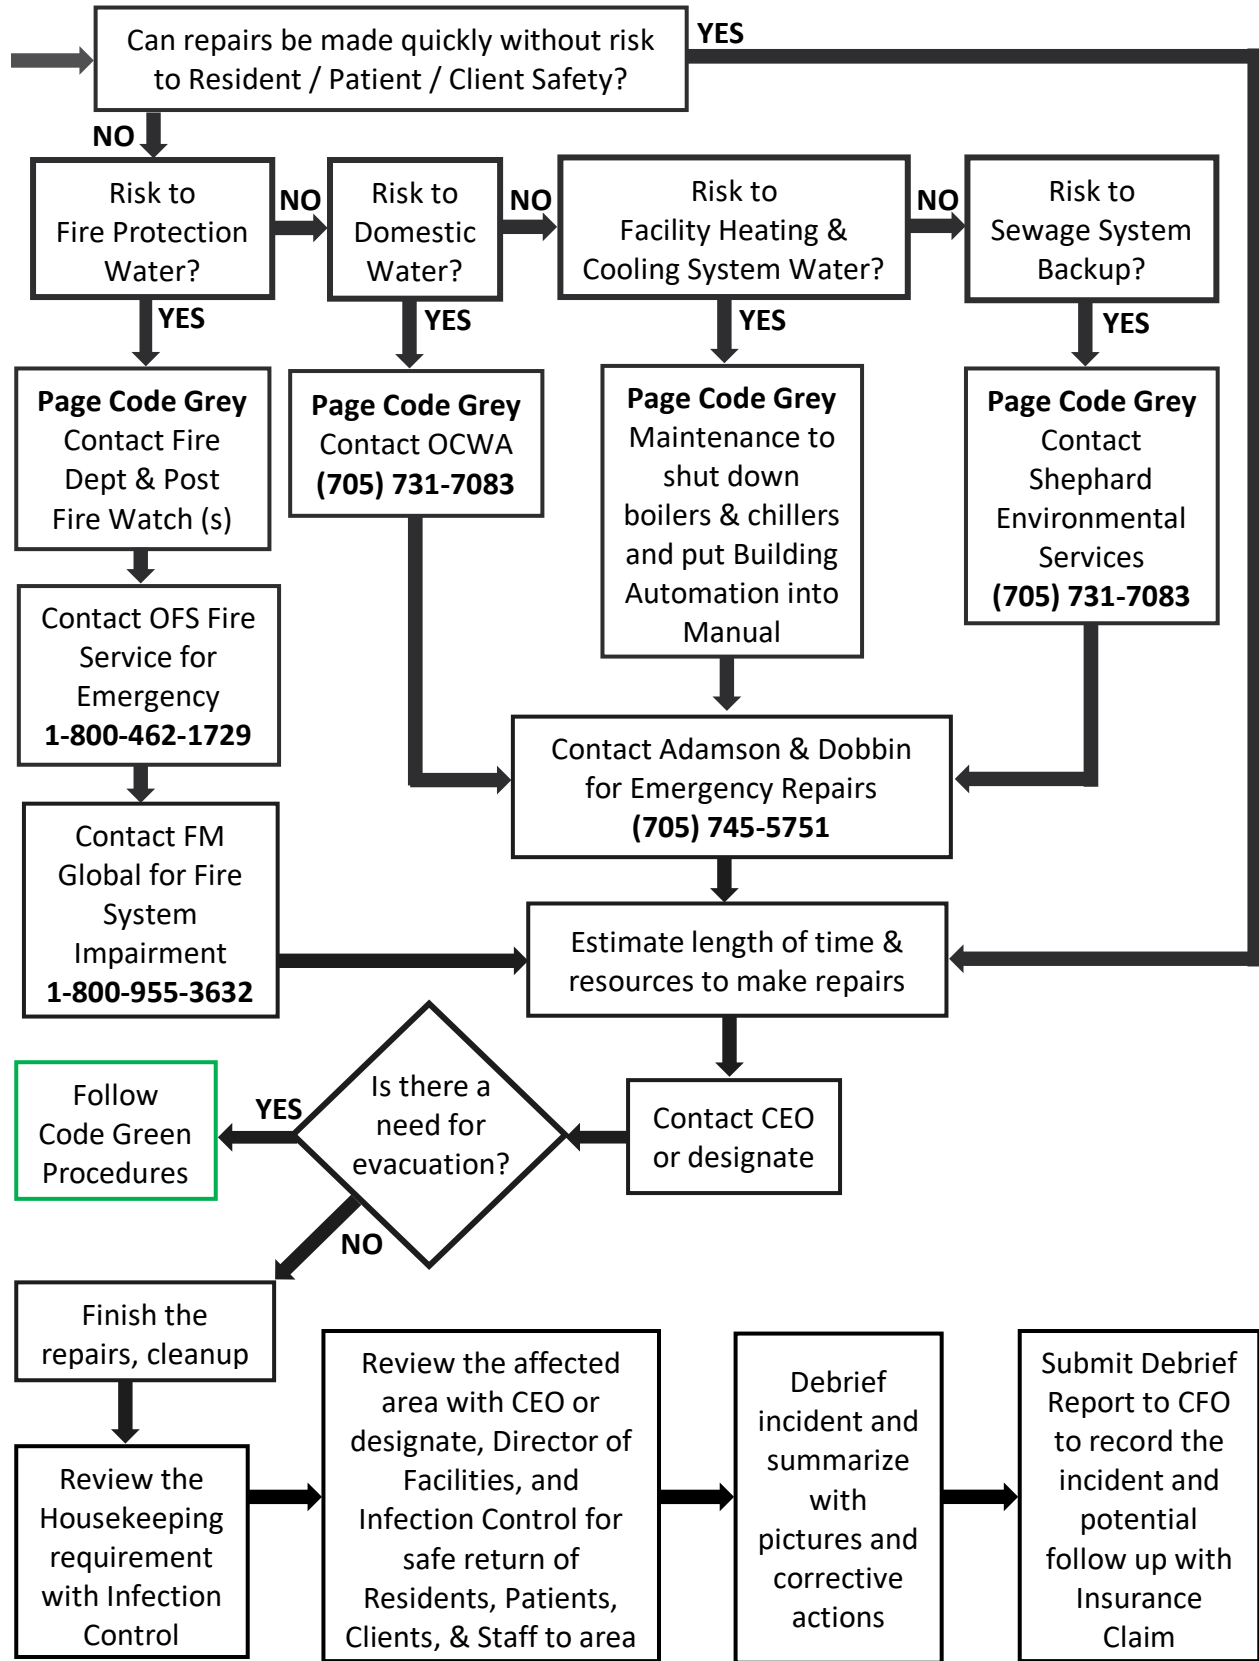 Can repairs be made quickly without risk
to Resident / Patient / Client Safety?
YES
NO
Risk to
Fire Protection
Water?
NO
Risk to
Domestic
Water?
NO
Risk to
Facility Heating &
Cooling System Water?
NO
Risk to
Sewage System
Backup?
YES
YES
YES
YES
Page Code Grey
Contact Fire
Dept & Post
Fire Watch (s)
Page Code Grey
Contact OCWA
(705) 731-7083
Page Code Grey
Maintenance to
shut down
boilers & chillers
and put Building
Automation into
Manual
Page Code Grey
Contact
Shephard
Environmental
Services
(705) 731-7083
Contact OFS Fire
Service for
Emergency
1-800-462-1729
Contact Adamson & Dobbin
for Emergency Repairs
(705) 745-5751
Contact FM
Global for Fire
System
Impairment
1-800-955-3632
Estimate length of time &
resources to make repairs
Contact CEO
or designate
Is there a
need for
evacuation?
YES
Follow
Code Green
Procedures
NO
Finish the
repairs, cleanup
Review the
Housekeeping
requirement
with Infection
Control
Review the affected
area with CEO or
designate, Director of
Facilities, and
Infection Control for
safe return of
Residents, Patients,
Clients, & Staff to area
Debrief
incident and
summarize
with
pictures and
corrective
actions
Submit Debrief
Report to CFO
to record the
incident and
potential
follow up with
Insurance
Claim